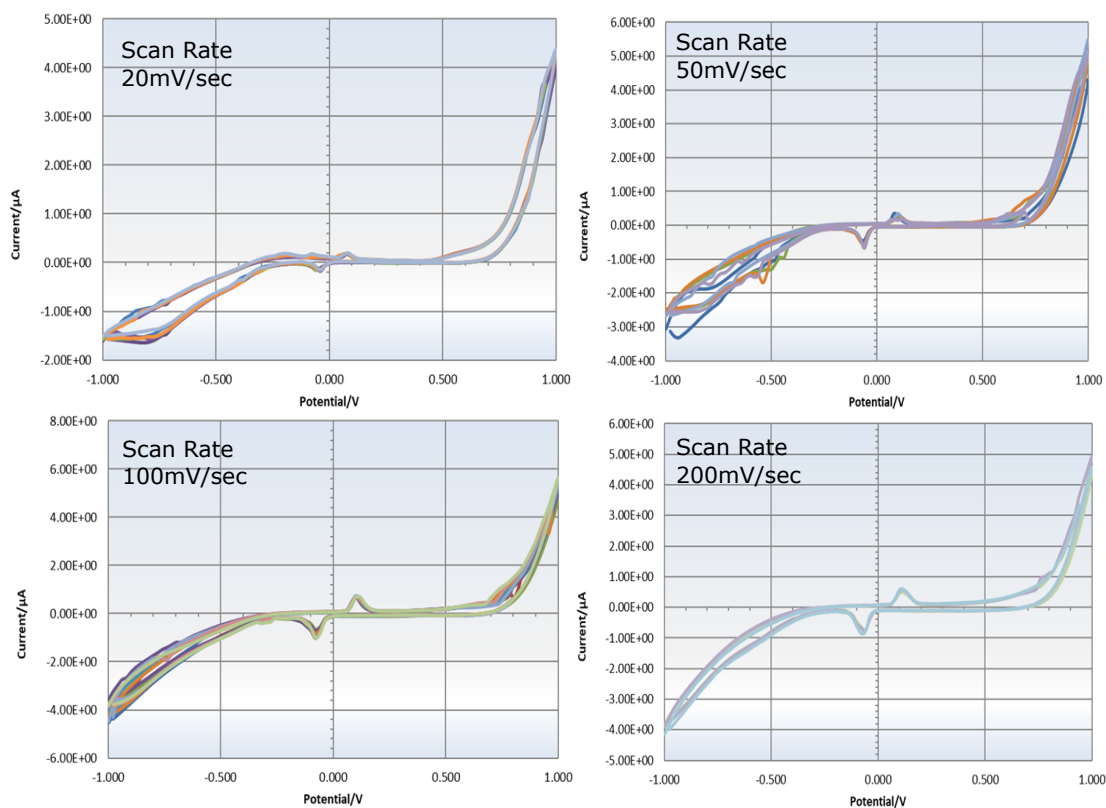 Scan Rate
20mV/sec
5.00E+00
4.00E+00
3.00E+00
2.00E+00
1.00E+00
0.00E+00
-1.00E+00
-2.00E+00
Current/µA
-1.000 -0.500 0.000 0.500 1.000
Potential/V
Scan Rate
50mV/sec
6.00E+00
5.00E+00
4.00E+00
3.00E+00
2.00E+00
1.00E+00
0.00E+00
-1.00E+00
-2.00E+00
-3.00E+00
-4.00E+00
Current/µA
-1.000 -0.500 0.000 0.500 1.000
Potential/V
Scan Rate
100mV/sec
8.00E+00
6.00E+00
4.00E+00
2.00E+00
0.00E+00
-2.00E+00
-4.00E+00
-6.00E+00
Current/µA
-1.000 -0.500 0.000 0.500 1.000
Potential/V
Scan Rate
200mV/sec
6.00E+00
5.00E+00
4.00E+00
3.00E+00
2.00E+00
1.00E+00
0.00E+00
-1.00E+00
-2.00E+00
-3.00E+00
-4.00E+00
-5.00E+00
Current/µA
-1.000 -0.500 0.000 0.500 1.000
Potential/V